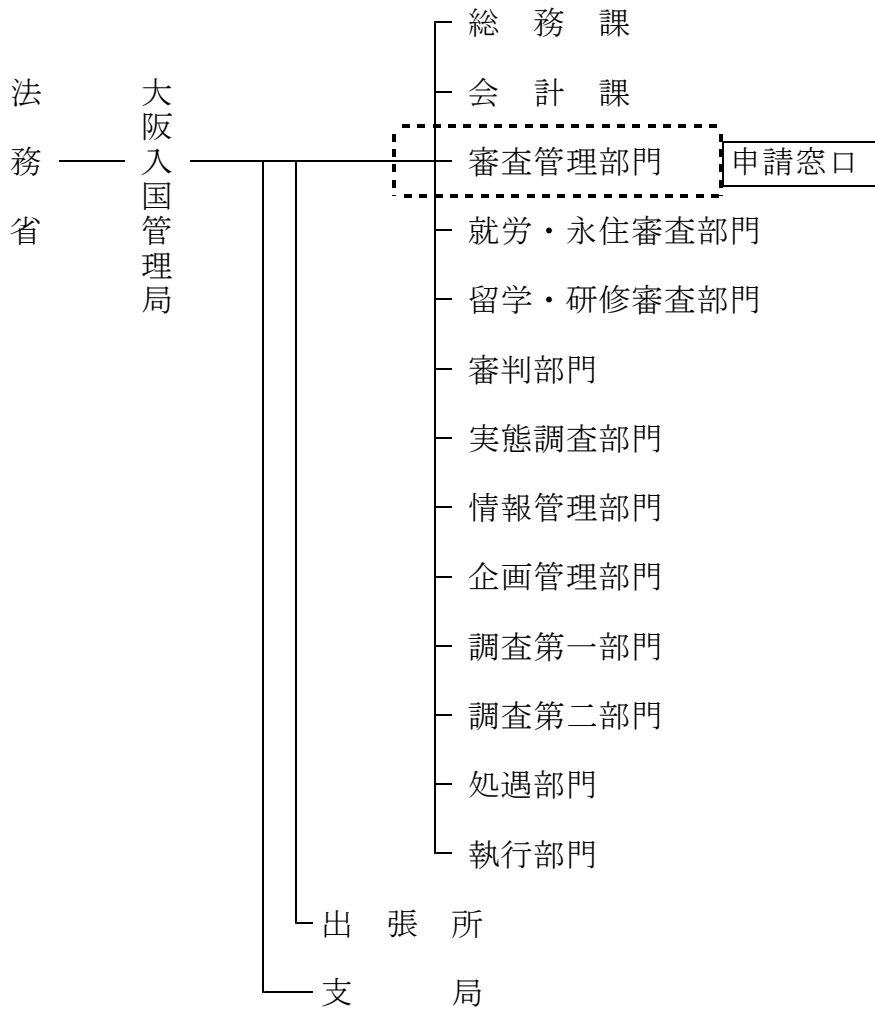 法務省
大阪入国管理局
総務課
会計課
審査管理部門
申請窓口
就労・永住審査部門
留学・研修審査部門
審判部門
実態調査部門
情報管理部門
企画管理部門
調査第一部門
調査第二部門
処遇部門
執行部門
出張所
支局